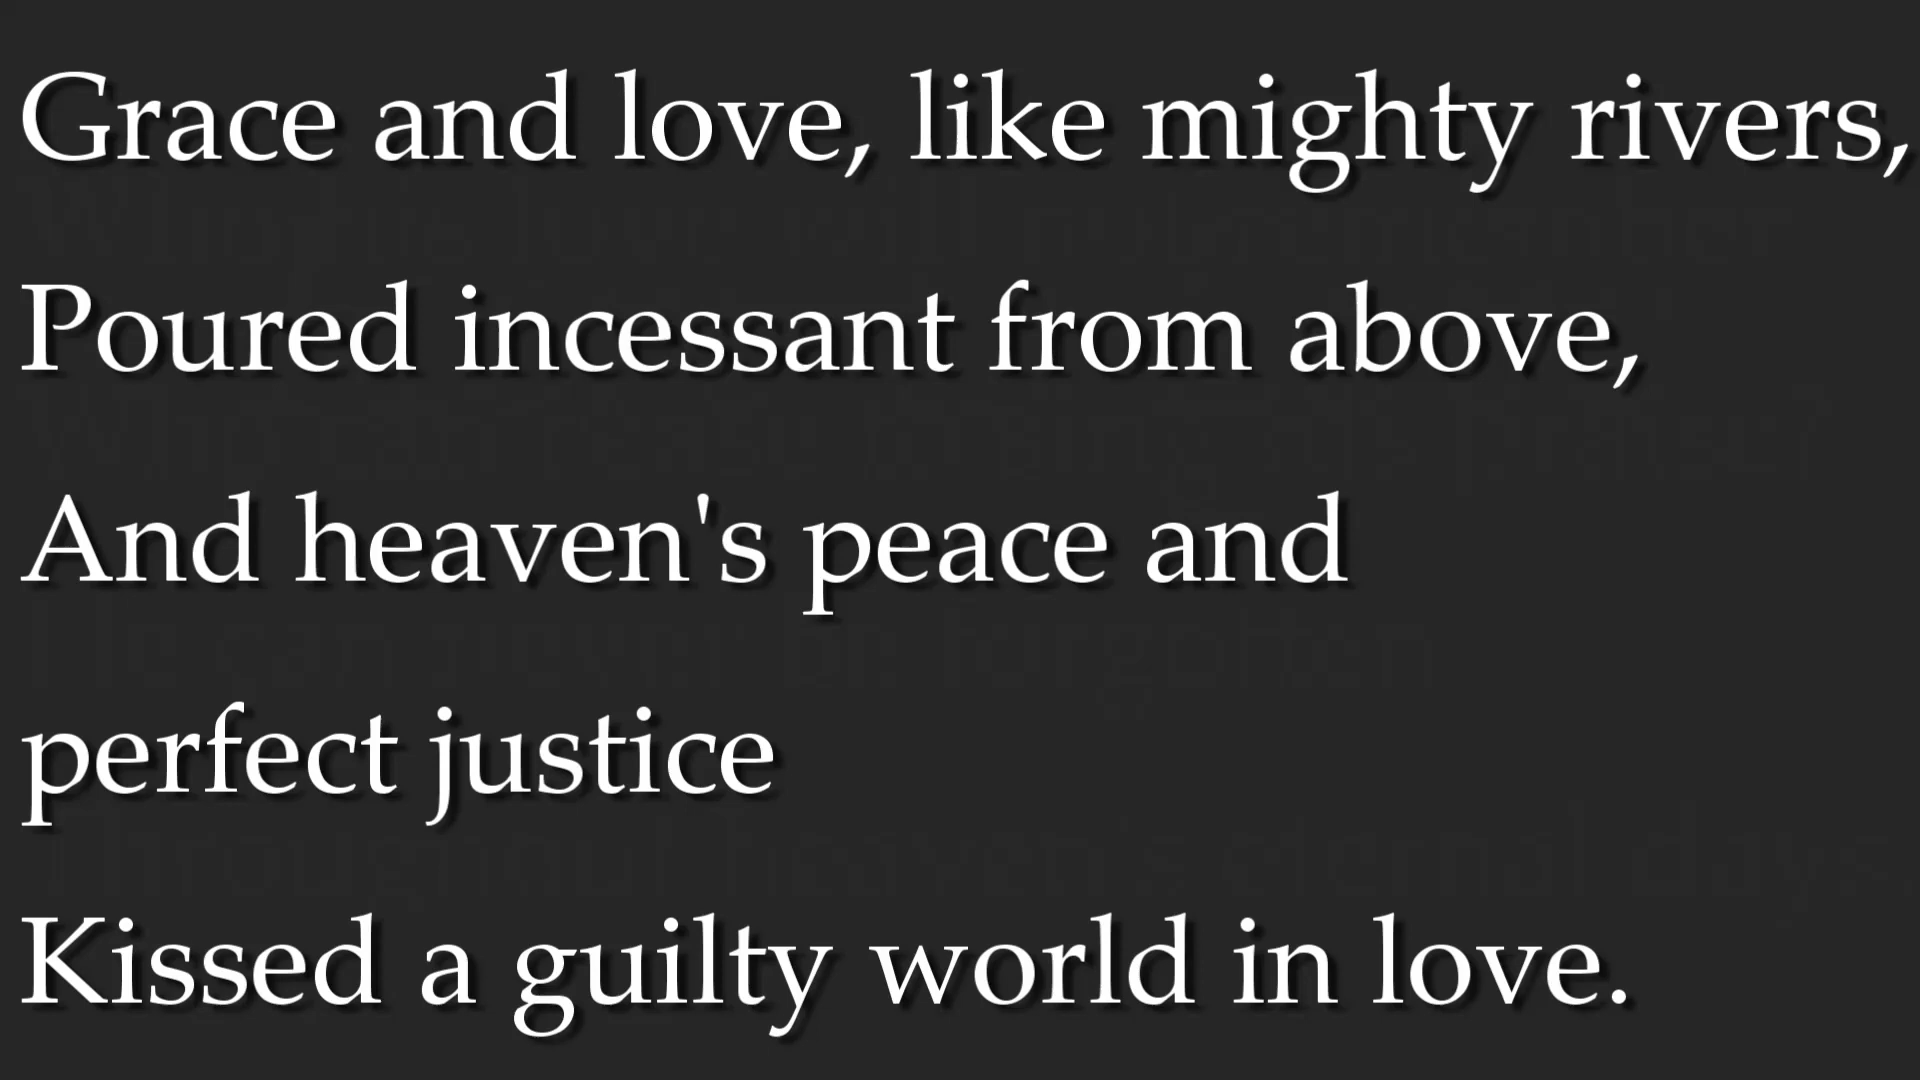 Grace and love, like mighty rivers,
Poured incessant from above,
And heaven's peace and
perfect justice
Kissed a guilty world in love.